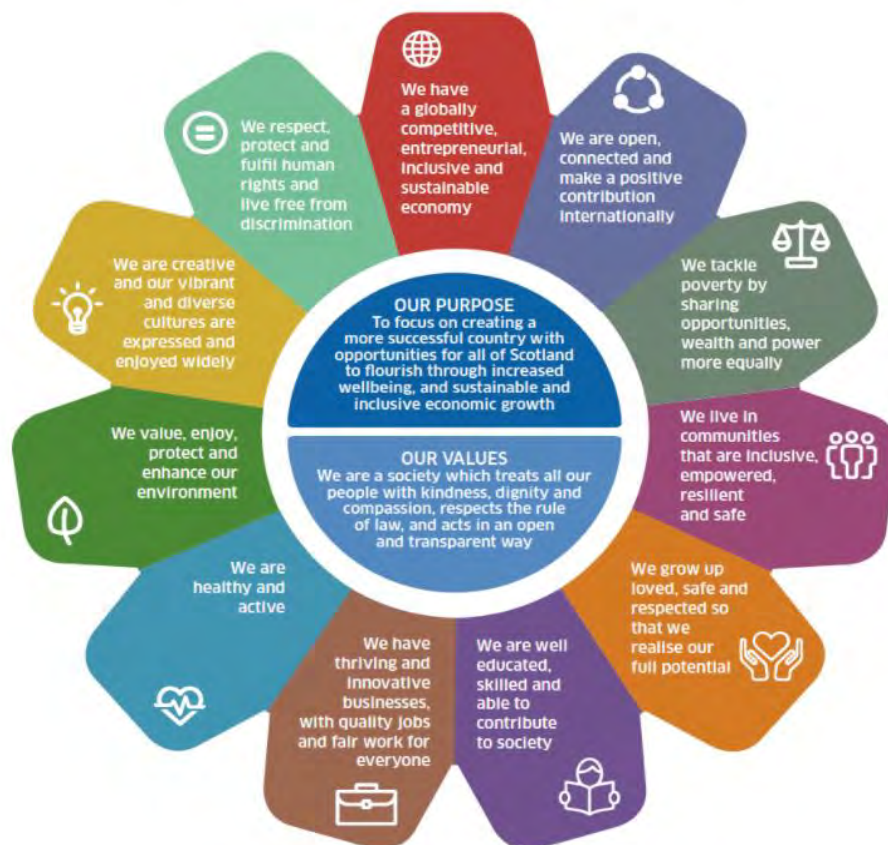 We have
a globally
competitive,
entrepreneurial,
inclusive and
sustainable
economy
We are open,
connected and
make a positive
contribution
internationally
We tackle
poverty by
sharing
opportunities,
wealth and power
more equally
We live in
communities
that are inclusive,
empowered,
resilient
and safe
We grow up
loved, safe and
respected so
that we
realise our
full potential
We are well
educated,
skilled and
able to
contribute
to society
We have
thriving and
innovative
businesses,
with quality jobs
and fair work for
everyone
We are
healthy and
active
We value, enjoy,
protect and
enhance our
environment
We are creative
and our vibrant
and diverse
cultures are
expressed and
enjoyed widely
We respect,
protect and
fulfil human
rights and
live free from
discrimination
OUR PURPOSE
To focus on creating a
more successful country with
opportunities for all of Scotland
to flourish through increased
wellbeing, and sustainable and
inclusive economic growth
OUR VALUES
We are a society which treats all our
people with kindness, dignity and
compassion, respects the rule
of law, and acts in an open
and transparent way